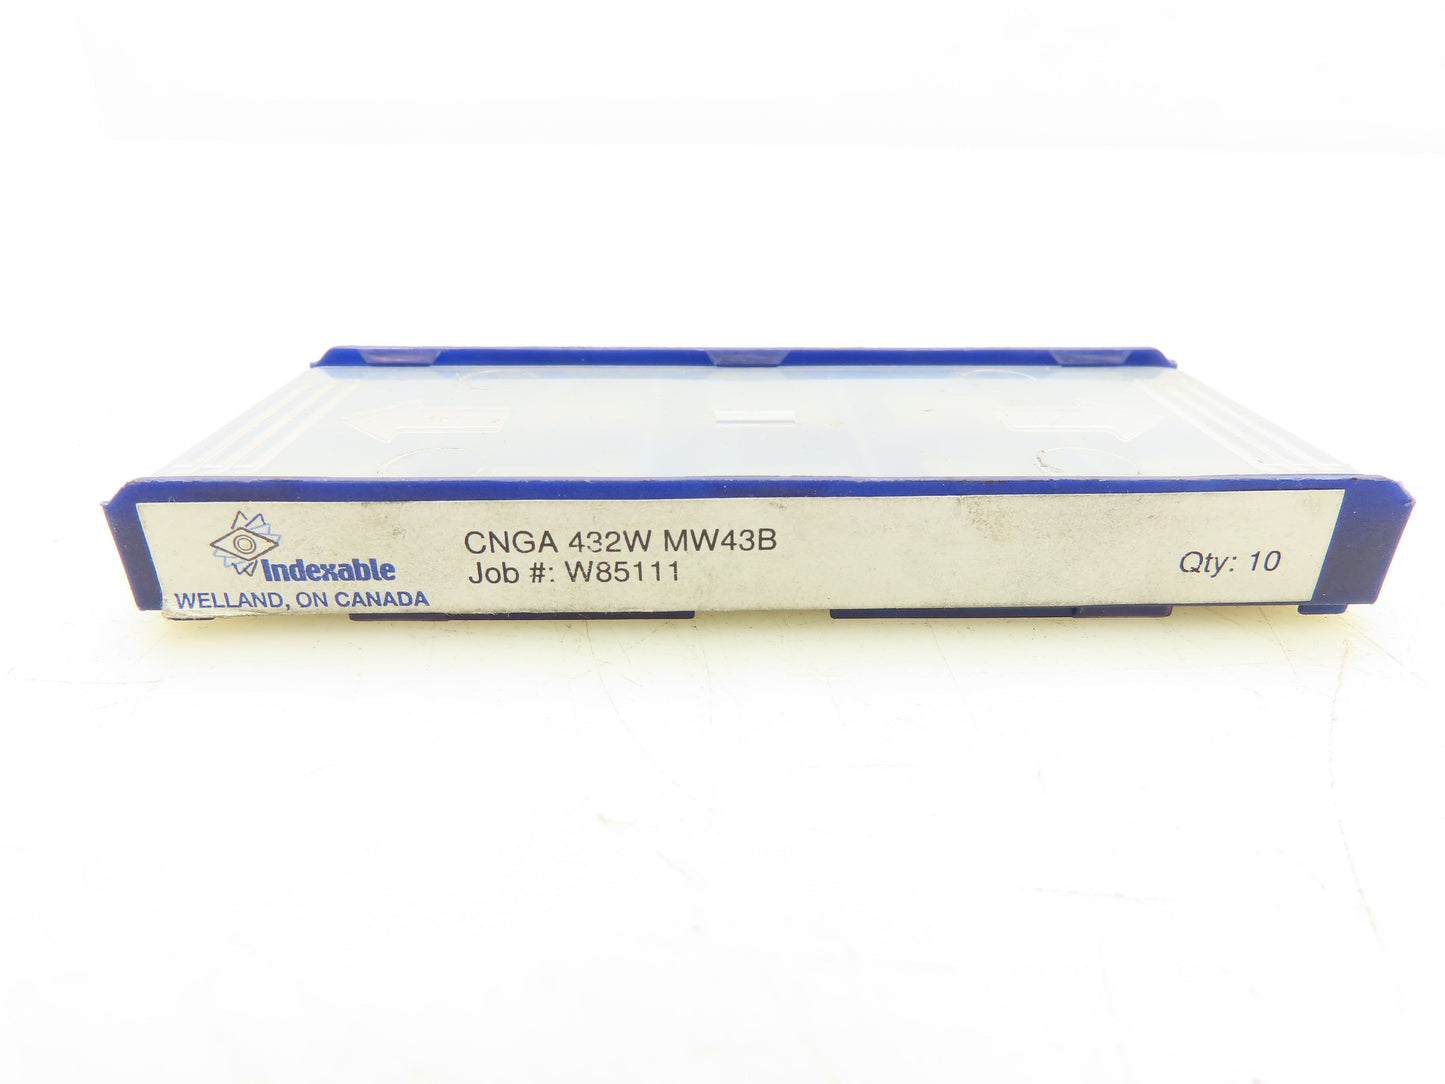 Indexable
WELLAND, ON CANADA
CNGA 432W MW43B
Job #: W85111
Qty: 10